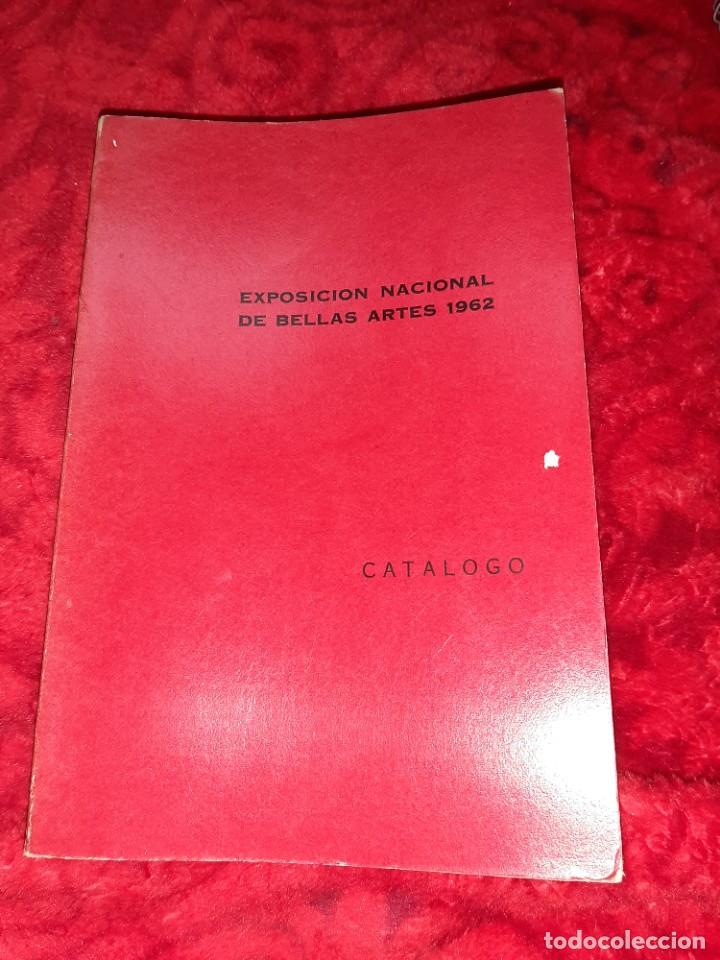 EXPOSICION NACIONAL
DE BELLAS ARTES 1962
CATALOGO
todocoleccion